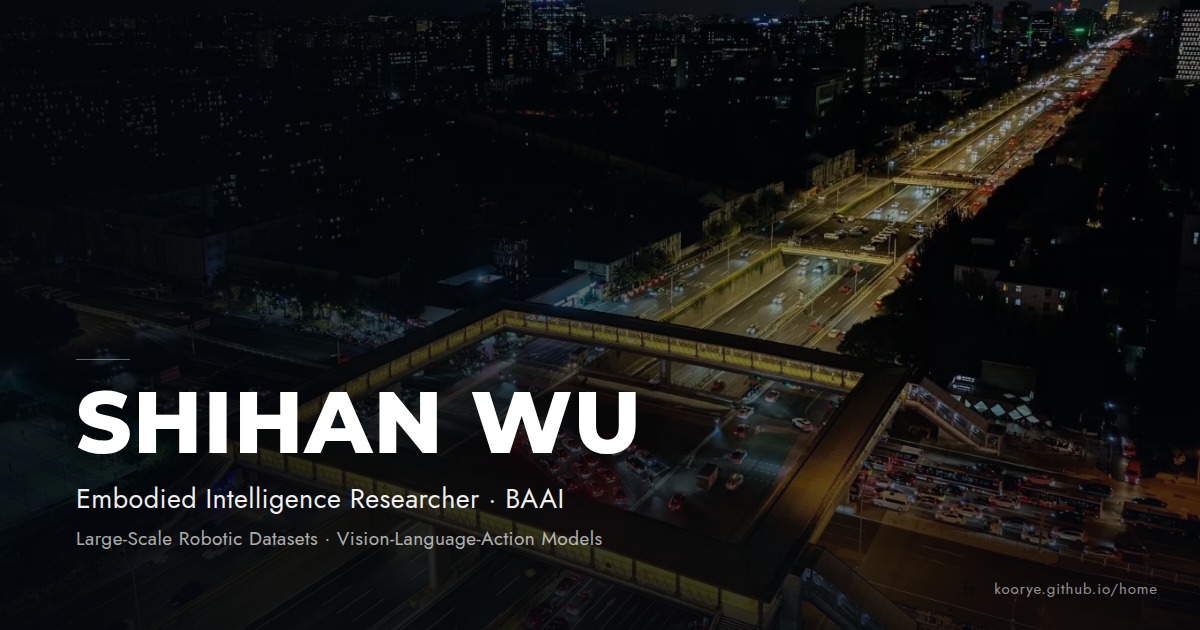 SHIHAN WU
Embodied Intelligence Researcher · BAAI
Large-Scale Robotic Datasets · Vision-Language-Action Models
koorye.github.io/home